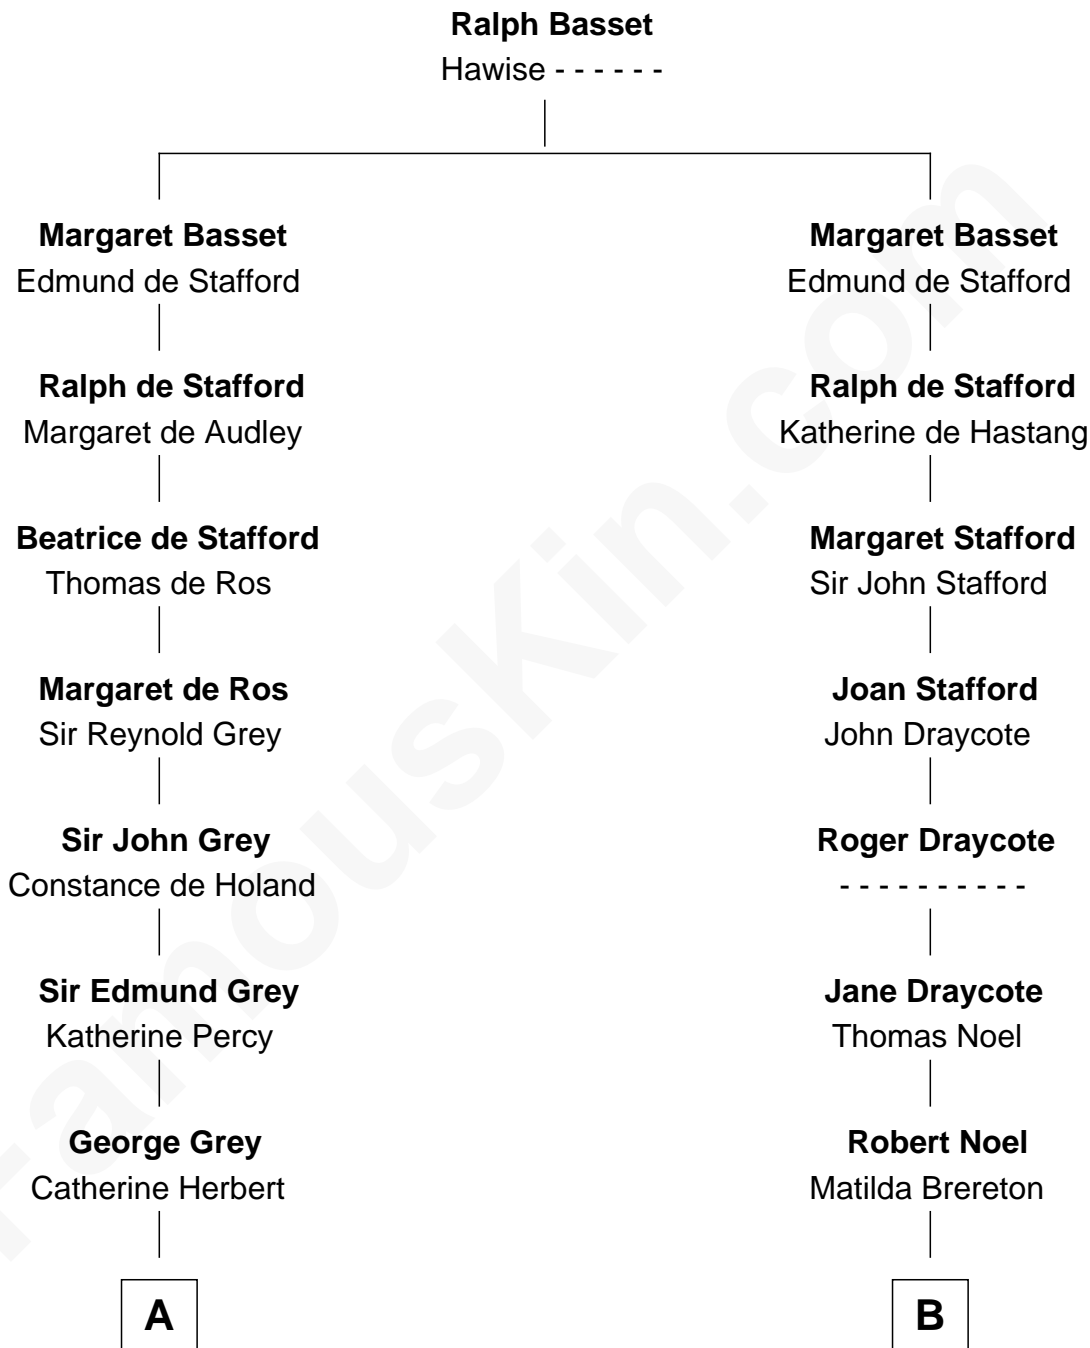 Ralph Basset
Hawise - - - - - -
Margaret Basset
Edmund de Stafford
Margaret Basset
Edmund de Stafford
Ralph de Stafford
Margaret de Audley
Ralph de Stafford
Katherine de Hastang
Beatrice de Stafford
Thomas de Ros
Margaret Stafford
Sir John Stafford
Margaret de Ros
Sir Reynold Grey
Joan Stafford
John Draycote
Sir John Grey
Constance de Holand
Roger Draycote
- - - - - - - - - -
Sir Edmund Grey
Katherine Percy
Jane Draycote
Thomas Noel
George Grey
Catherine Herbert
Robert Noel
Matilda Brereton
A
B
FamousKin.com